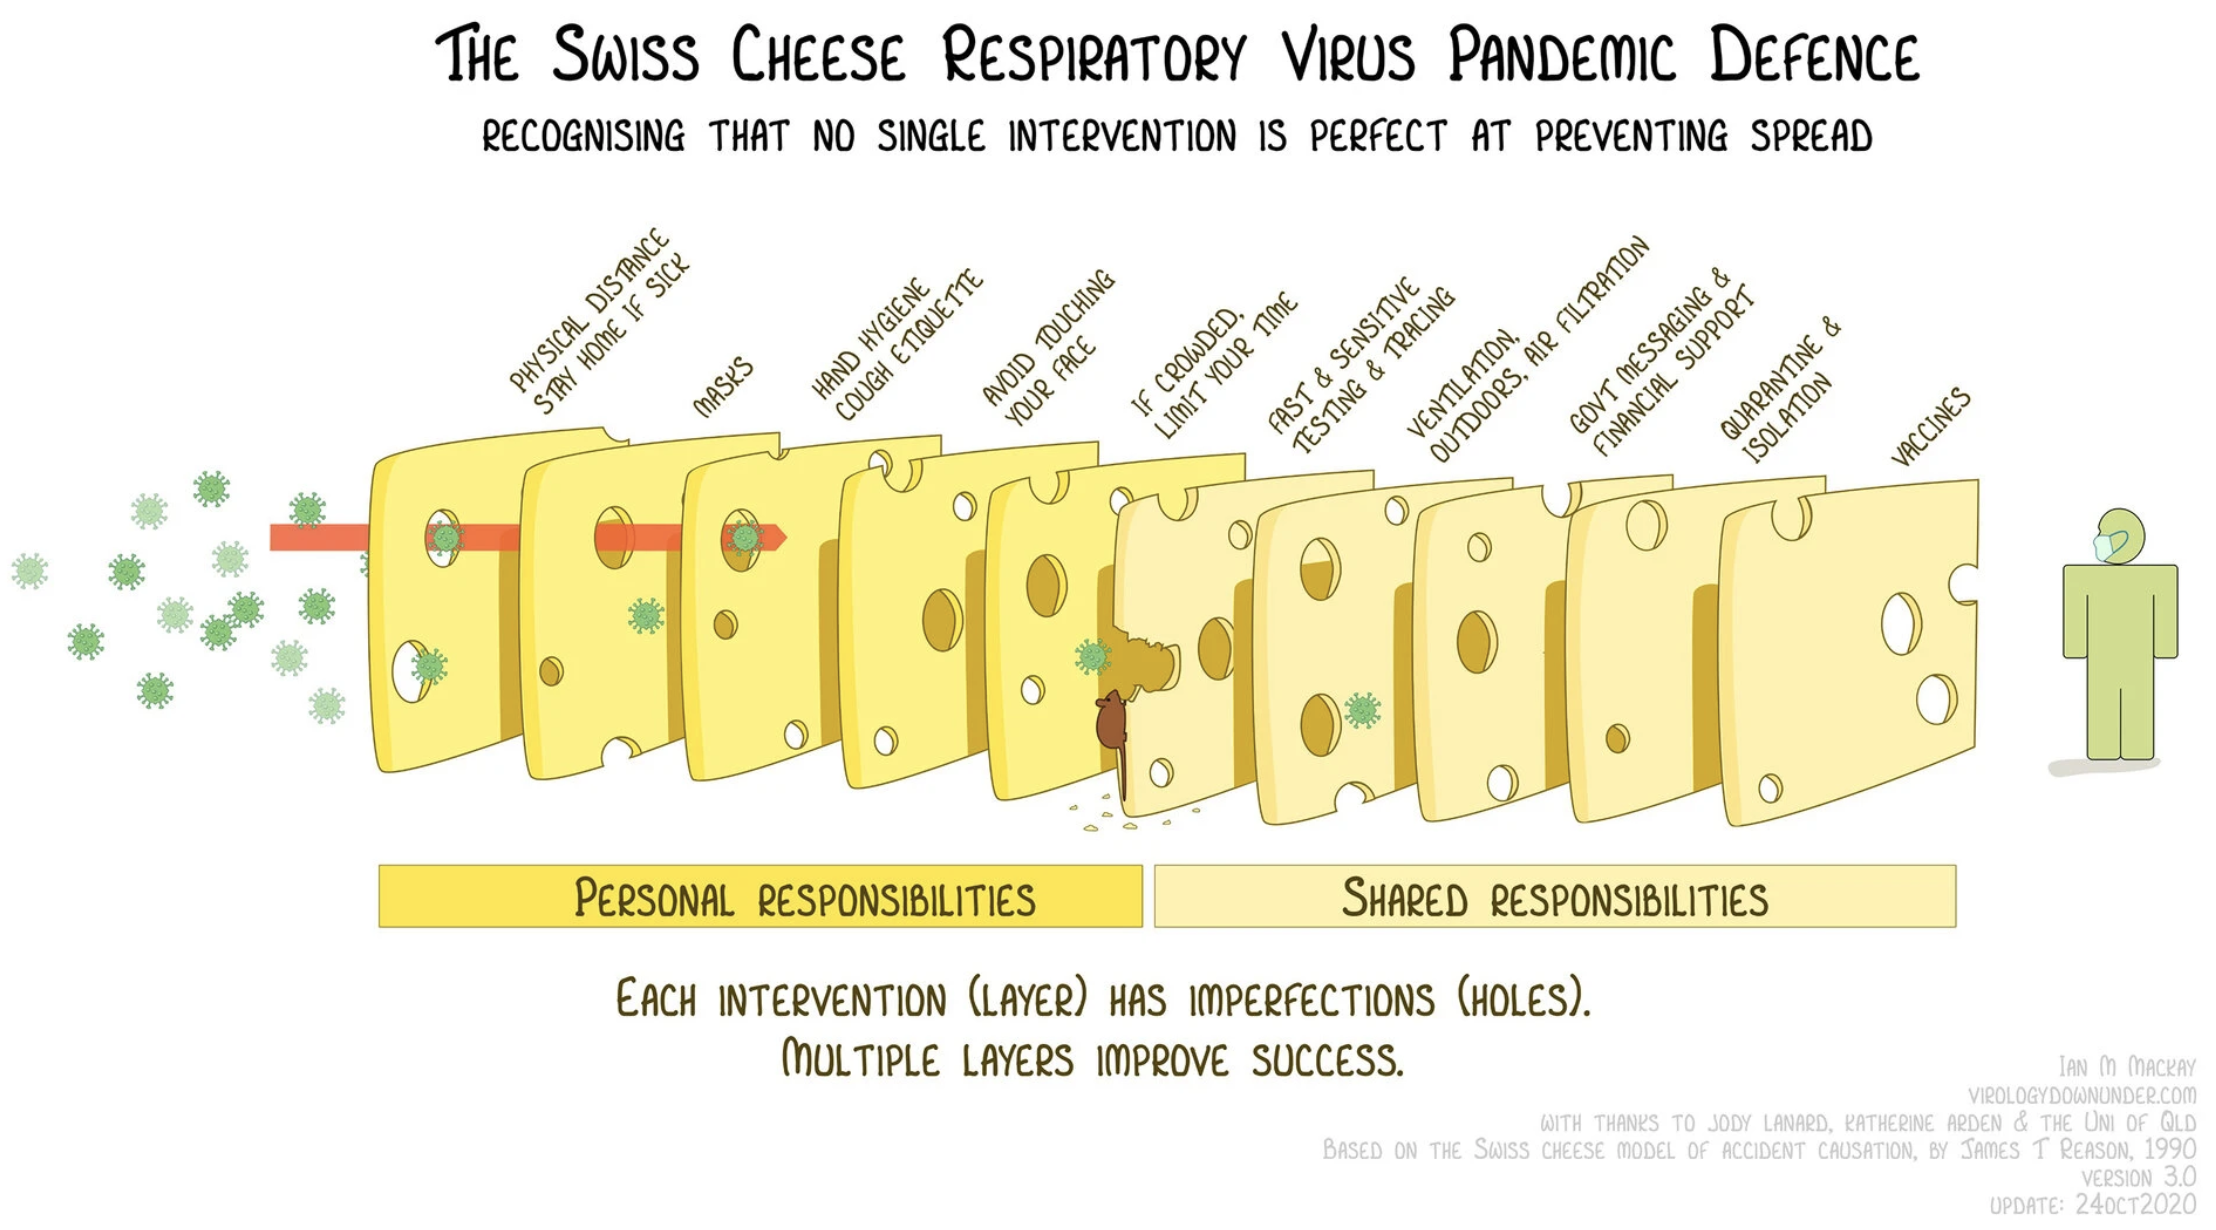 THE SWISS CHEESE RESPIRATORY VIRUS PANDEMIC DEFENCE
RECOGNISING THAT NO SINGLE INTERVENTION IS PERFECT AT PREVENTING SPREAD
PHYSICAL DISTANCE
STAY HOME IF SICK
MASKS
HAND HYGIENE
COUGH ETIQUETTE
AVOID TOUCHING
YOUR FACE
IF CROWDED,
LIMIT YOUR TIME
FAST & SENSITIVE
TESTING & TRACING
VENTILATION,
OUTDOORS, AIR FILTRATION
GOVT MESSAGING &
FINANCIAL SUPPORT
QUARANTINE &
ISOLATION
VACCINES
PERSONAL RESPONSIBILITIES
SHARED RESPONSIBILITIES
EACH INTERVENTION (LAYER) HAS IMPERFECTIONS (HOLES).
MULTIPLE LAYERS IMPROVE SUCCESS.
IAN M MACKAY
VIROLOGYDOWNUNDER.COM
WITH THANKS TO JODY LANARD, KATHERINE ARDEN & THE UNI OF QLD
BASED ON THE SWISS CHEESE MODEL OF ACCIDENT CAUSATION, BY JAMES T REASON, 1990
VERSION 3.0
UPDATE: 24OCT2020